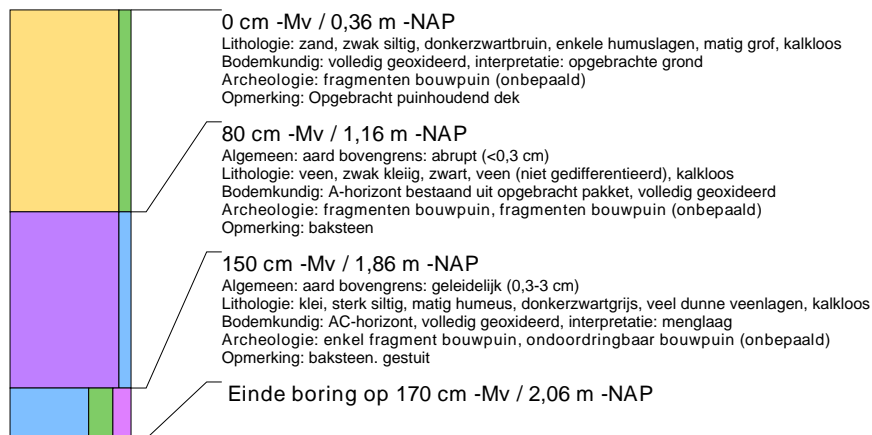 0 cm -Mv / 0,36 m -NAP
Lithologie: zand, zwak siltig, donkerzwartbruin, enkele humuslagen, matig grof, kalkloos
Bodemkundig: volledig geoxideerd, interpretatie: opgebrachte grond
Archeologie: fragmenten bouwpuin (onbepaald)
Opmerking: Opgebracht puinhoudend dek
80 cm -Mv / 1,16 m -NAP
Algemeen: aard bovengrens: abrupt (<0,3 cm)
Lithologie: veen, zwak kleiig, zwart, veen (niet gedifferentieerd), kalkloos
Bodemkundig: A-horizont bestaand uit opgebracht pakket, volledig geoxideerd
Archeologie: fragmenten bouwpuin, fragmenten bouwpuin (onbepaald)
Opmerking: baksteen
150 cm -Mv / 1,86 m -NAP
Algemeen: aard bovengrens: geleidelijk (0,3-3 cm)
Lithologie: klei, sterk siltig, matig humeus, donkerzwartgrijs, veel dunne veenlagen, kalkloos
Bodemkundig: AC-horizont, volledig geoxideerd, interpretatie: menglaag
Archeologie: enkel fragment bouwpuin, ondoordringbaar bouwpuin (onbepaald)
Opmerking: baksteen. gestuit
Einde boring op 170 cm -Mv / 2,06 m -NAP